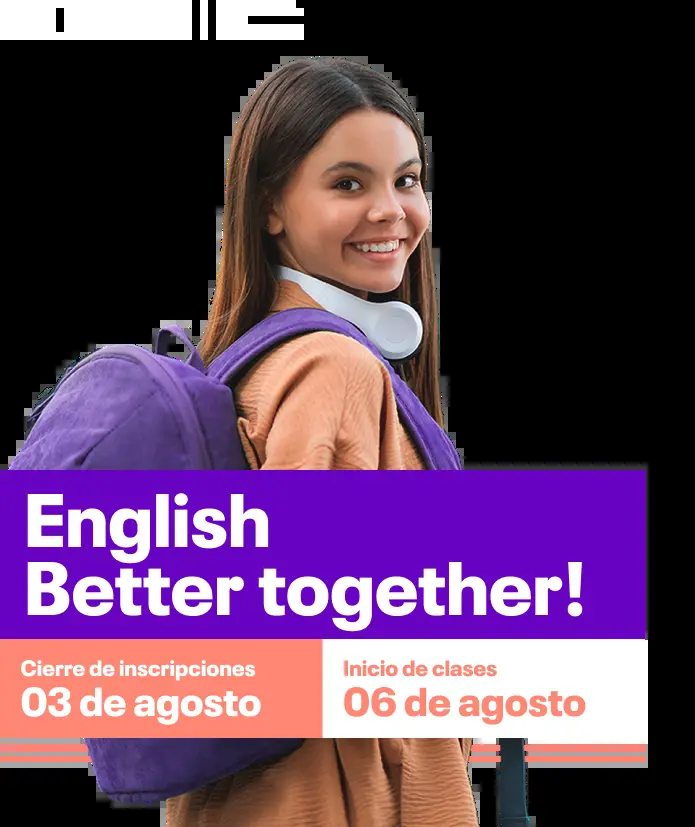 English
Better together!
Cierre de inscripciones
03 de agosto
Inicio de clases
06 de agosto